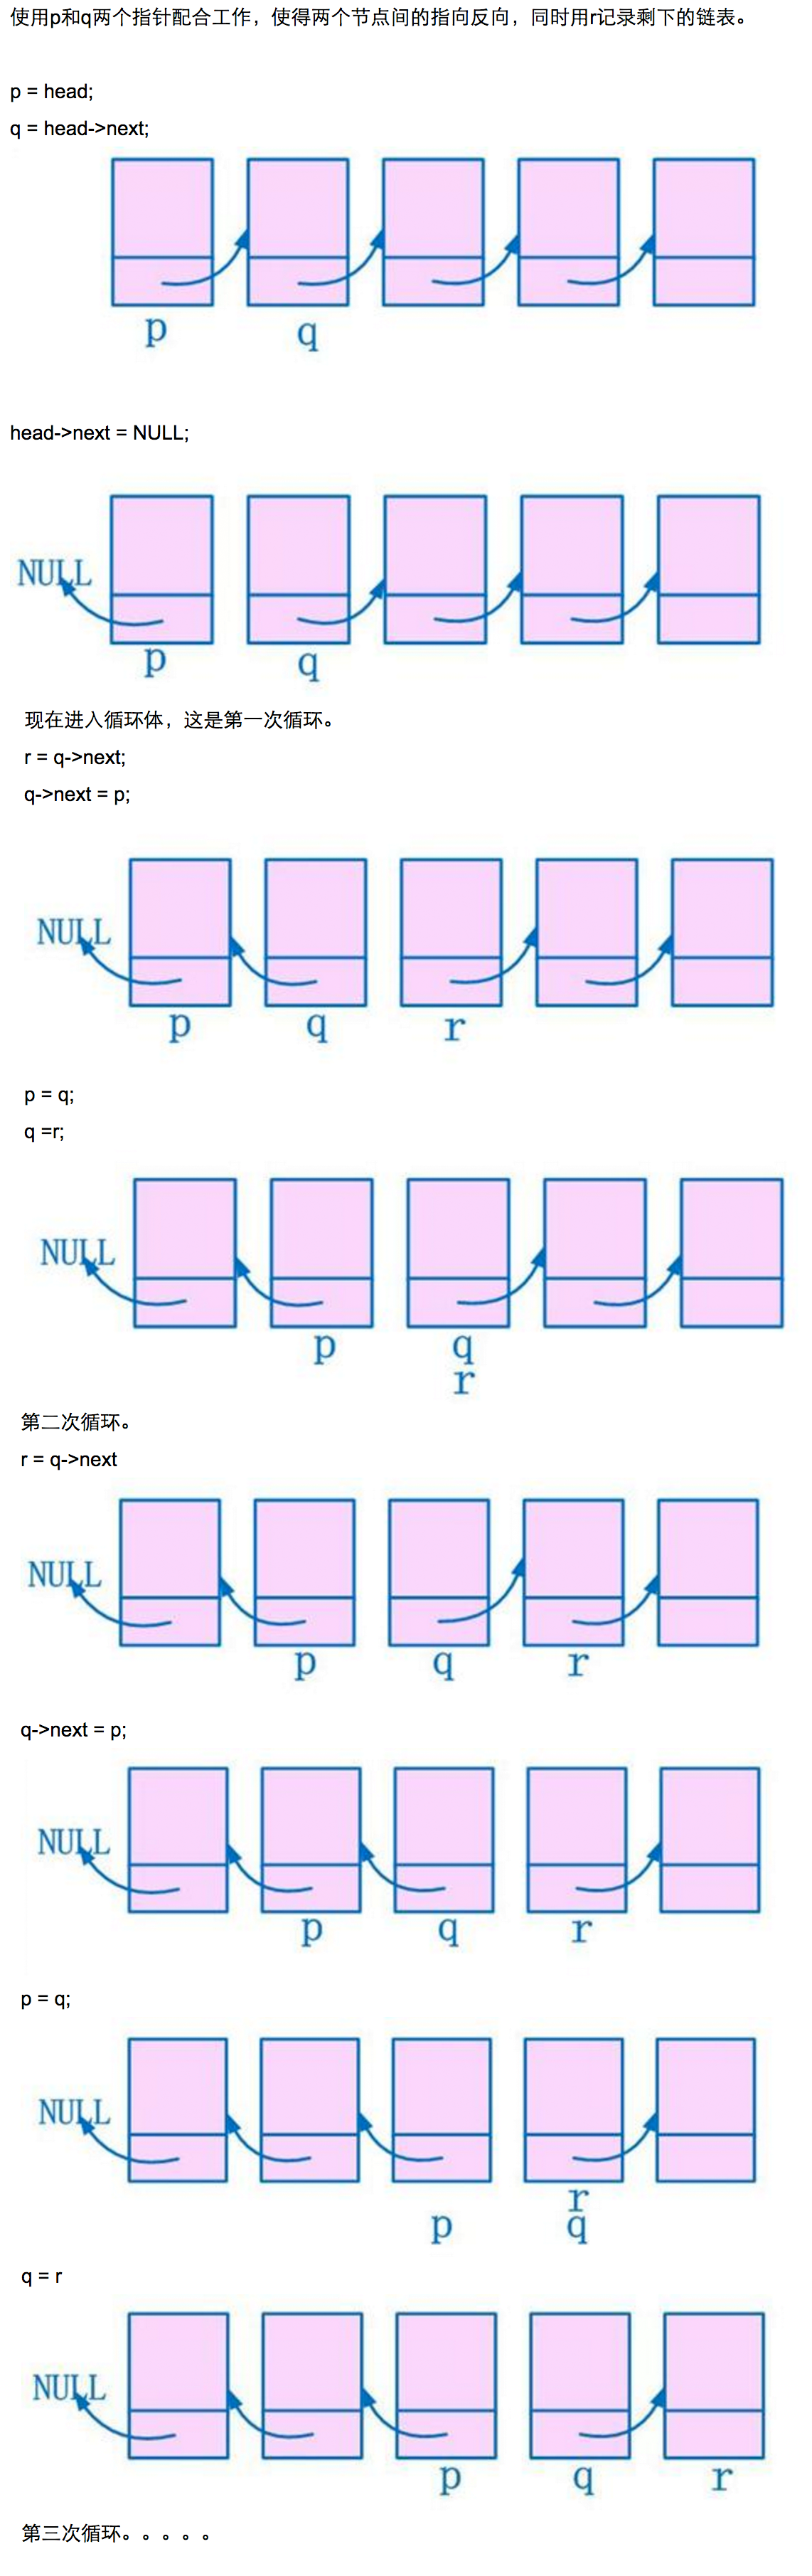 使用p和q两个指针配合工作，使得两个节点间的指向反向，同时用r记录剩下的链表。
p = head;
q = head->next;
p q
head->next = NULL;
NULL
p q
现在进入循环体，这是第一次循环。
r = q->next;
q->next = p;
NULL
p q r
p = q;
q =r;
NULL
p q
r
第二次循环。
r = q->next
NULL
p q r
q->next = p;
NULL
p q r
p = q;
NULL
r
p q
q = r
NULL
p q r
第三次循环。。。。。